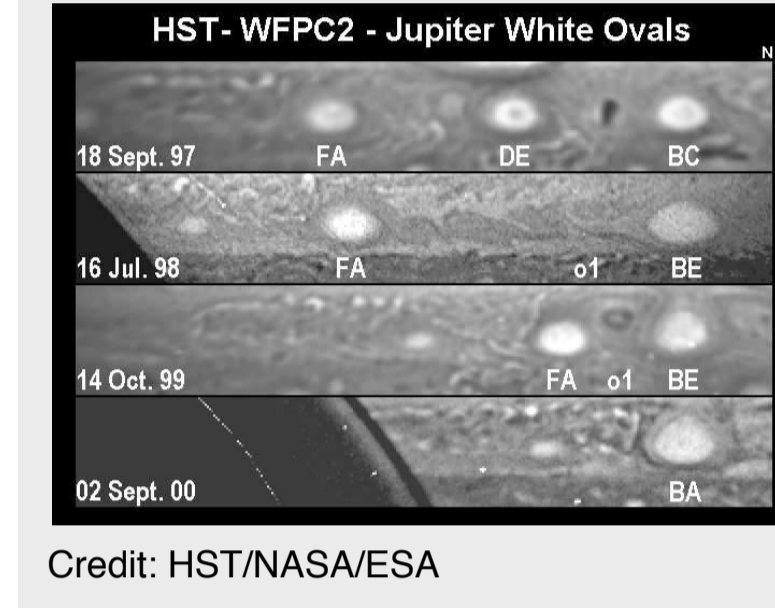 HST- WFPC2 - Jupiter White Ovals
N
18 Sept. 97 FA DE BC
16 Jul. 98 FA o1 BE
14 Oct. 99 FA o1 BE
02 Sept. 00 BA
Credit: HST/NASA/ESA